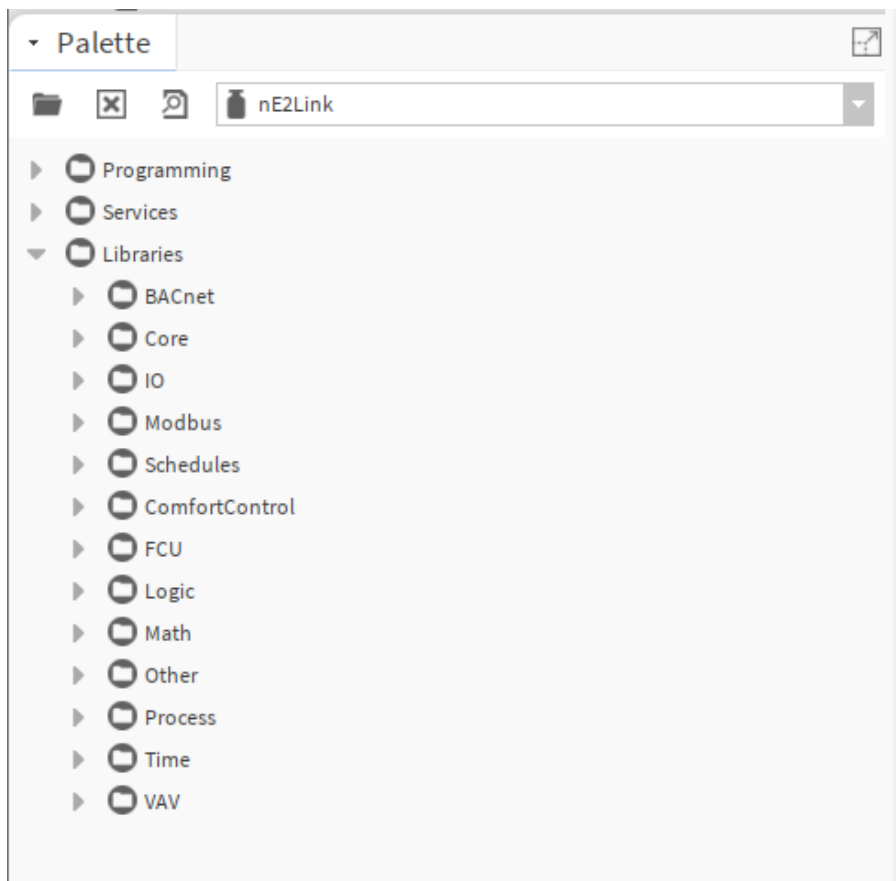 Palette
nE2Link
Programming
Services
Libraries
BACnet
Core
IO
Modbus
Schedules
ComfortControl
FCU
Logic
Math
Other
Process
Time
VAV